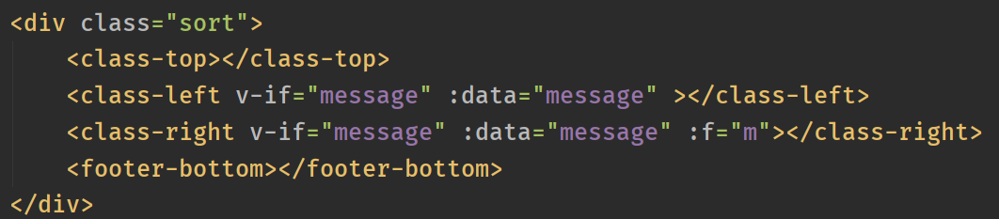 <div class="sort">
    <class-top></class-top>
    <class-left v-if="message" :data="message" ></class-left>
    <class-right v-if="message" :data="message" :f="m"></class-right>
    <footer-bottom></footer-bottom>
</div>